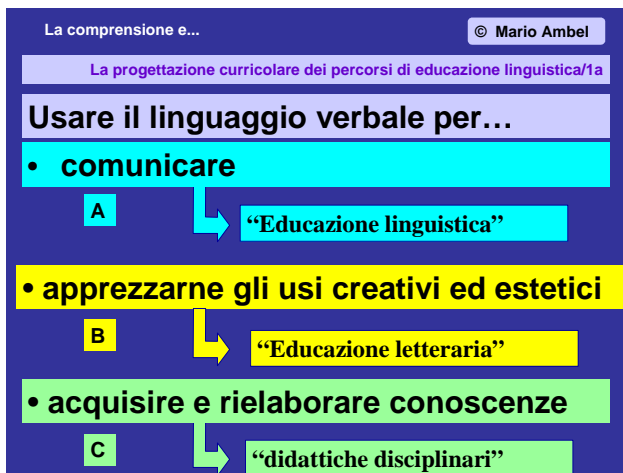 La comprensione e...
© Mario Ambel
La progettazione curricolare dei percorsi di educazione linguistica/1a
Usare il linguaggio verbale per…
• comunicare
A
“Educazione linguistica”
• apprezzarne gli usi creativi ed estetici
B
“Educazione letteraria”
• acquisire e rielaborare conoscenze
C
“didattiche disciplinari”